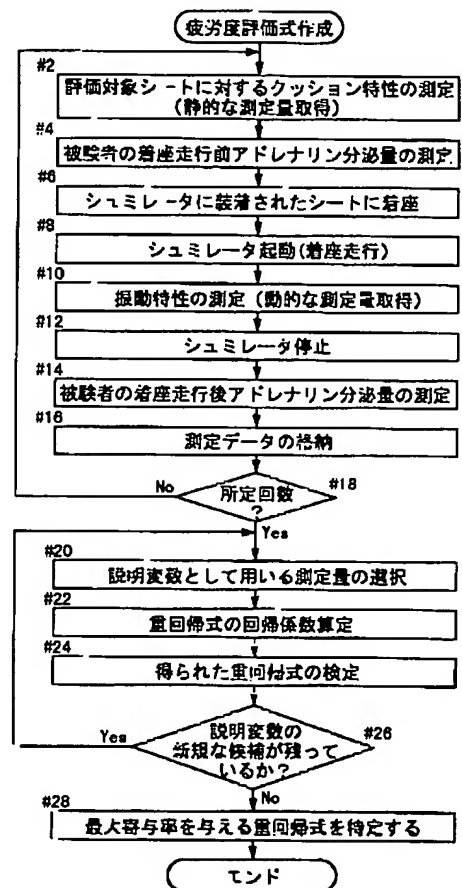 疲労度評価式作成
#2
評価対象シートに対するクッション特性の測定
(静的な測定量取得)
#4
被験者の着座走行前アドレナリン分泌量の測定
#6
シュミレータに装着されたシートに着座
#8
シュミレータ起動(着座走行)
#10
振動特性の測定(動的な測定量取得)
#12
シュミレータ停止
#14
被験者の着座走行後アドレナリン分泌量の測定
#16
測定データの格納
No
所定回数
?
#18
Yes
#20
説明変数として用いる測定量の選択
#22
重回帰式の回帰係数算定
#24
得られた重回帰式の検定
Yes
説明変数の
新規な候補が残って
いるか?
#26
No
#28
最大寄与率を与える重回帰式を特定する
エンド